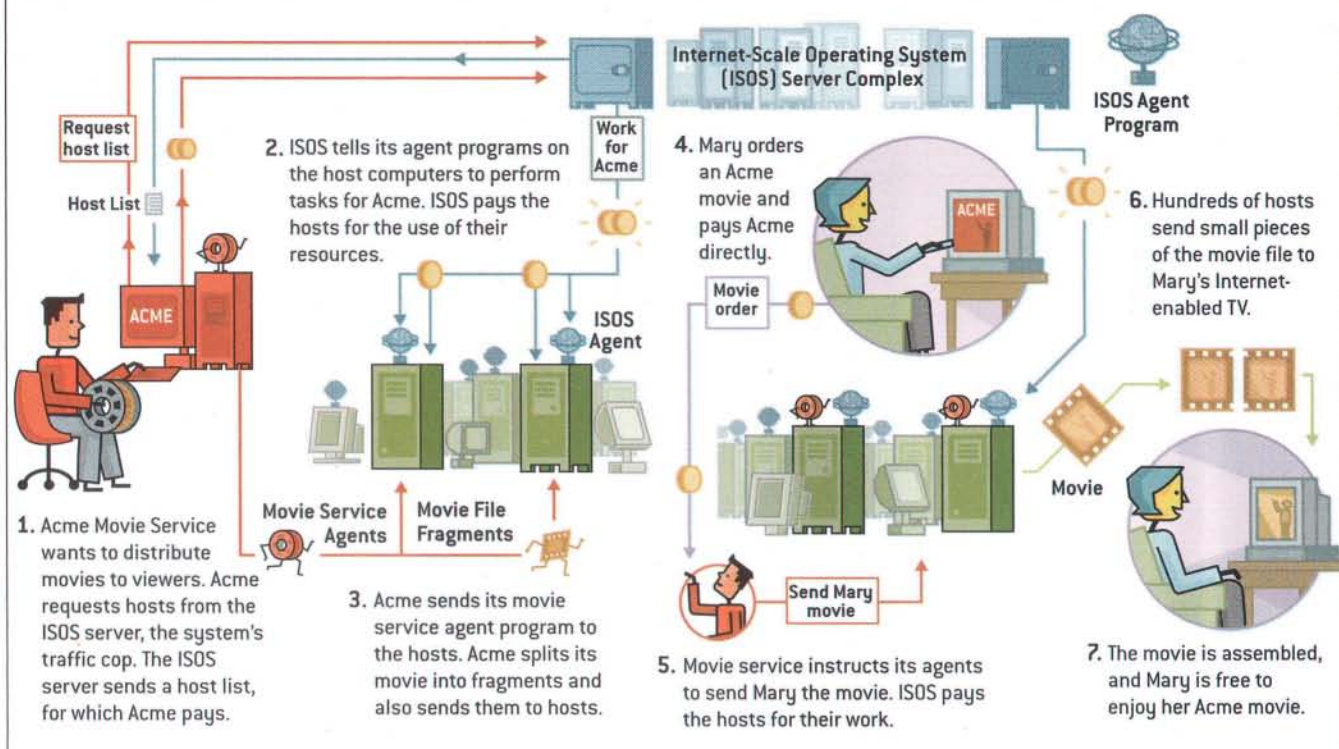 Internet-Scale Operating System
(ISOS) Server Complex
ISOS Agent
Program
Request
host list
Host List
ACME
Work
for
Acme
1. Acme Movie Service
wants to distribute
movies to viewers. Acme
requests hosts from the
ISOS server, the system's
traffic cop. The ISOS
server sends a host list,
for which Acme pays.
2. ISOS tells its agent programs on
the host computers to perform
tasks for Acme. ISOS pays the
hosts for the use of their
resources.
ISOS
Agent
Movie Service
Agents
Movie File
Fragments
3. Acme sends its movie
service agent program to
the hosts. Acme splits its
movie into fragments and
also sends them to hosts.
4. Mary orders
an Acme
movie and
pays Acme
directly.
ACME
Movie
order
Send Mary
movie
5. Movie service instructs its agents
to send Mary the movie. ISOS pays
the hosts for their work.
6. Hundreds of hosts
send small pieces
of the movie file to
Mary's Internet-
enabled TV.
Movie
7. The movie is assembled,
and Mary is free to
enjoy her Acme movie.